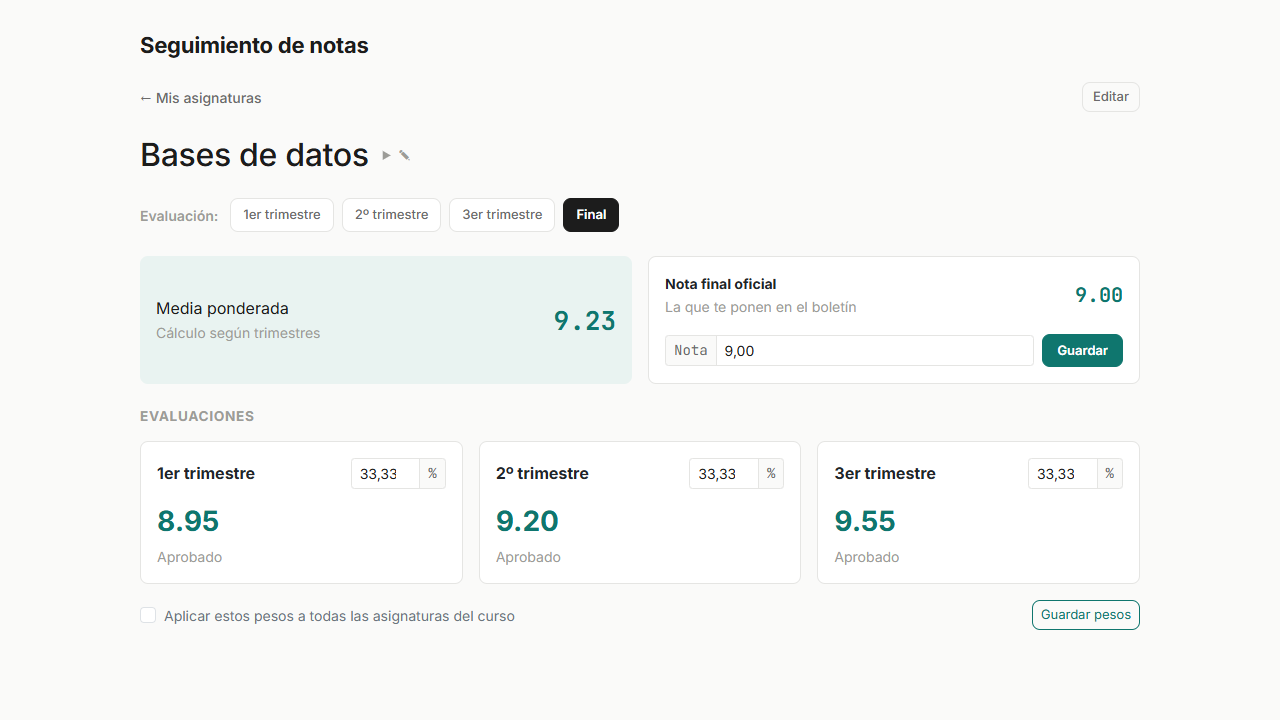 Seguimiento de notas
← Mis asignaturas
Editar
Bases de datos
Evaluación:
1er trimestre
2º trimestre
3er trimestre
Final
Media ponderada
Cálculo según trimestres
9.23
Nota final oficial
La que te ponen en el boletín
9.00
Nota
9,00
Guardar
EVALUACIONES
1er trimestre
33,33
%
8.95
Aprobado
2º trimestre
33,33
%
9.20
Aprobado
3er trimestre
33,33
%
9.55
Aprobado
Aplicar estos pesos a todas las asignaturas del curso
Guardar pesos